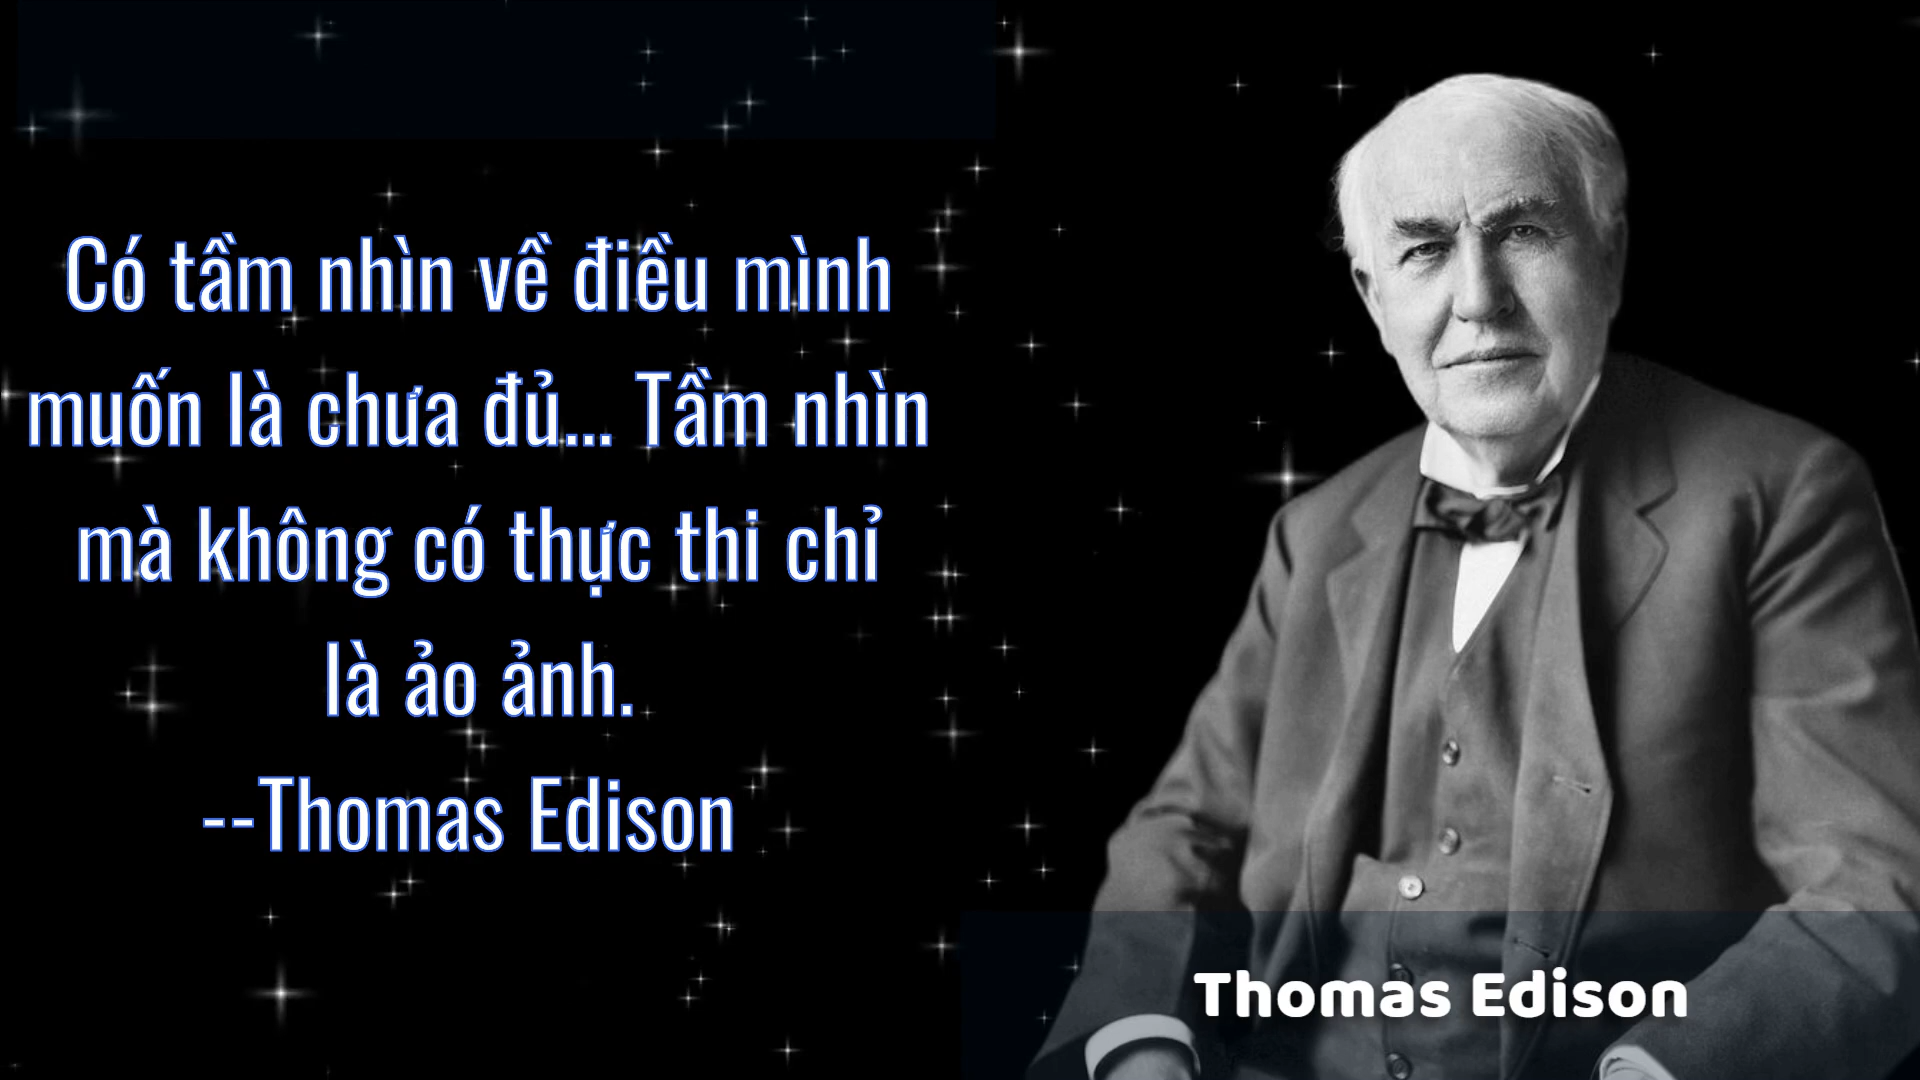 Có tầm nhìn về điều mình
muốn là chưa đủ... Tầm nhìn
mà không có thực thi chỉ
là ảo ảnh.
--Thomas Edison
Thomas Edison